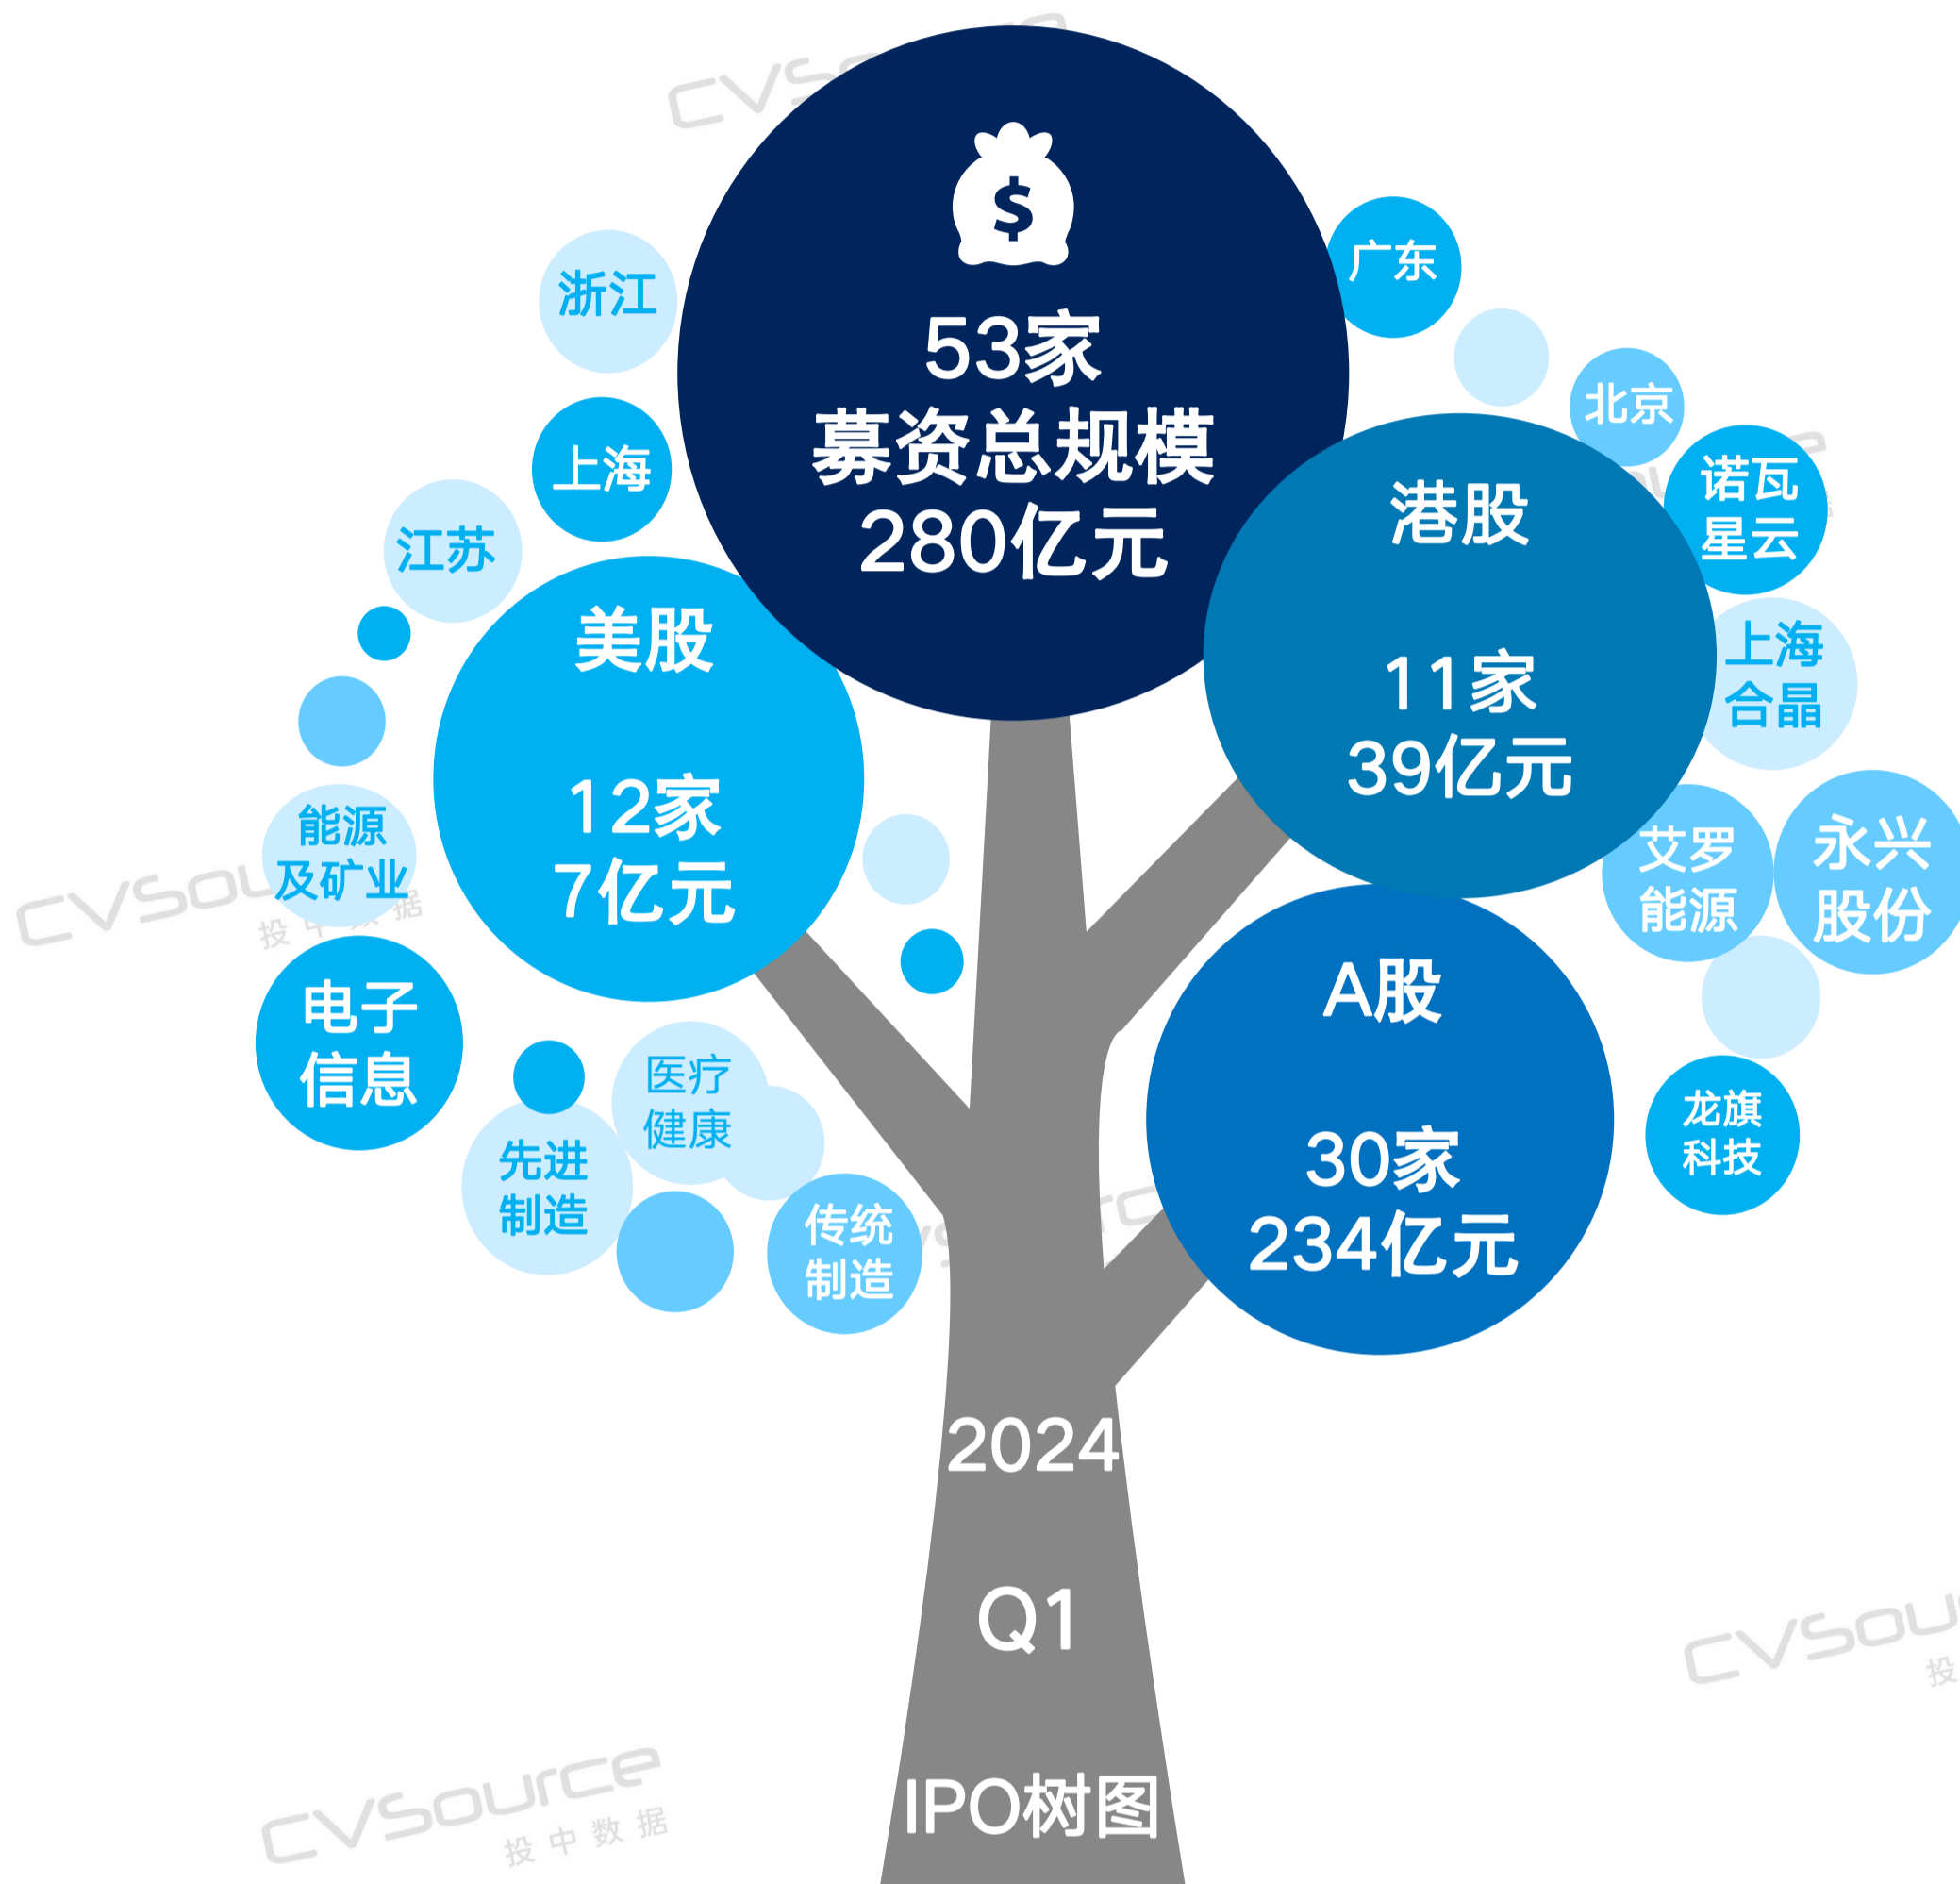 CVS
$
53家
募资总规模
280亿元
广东
浙江
北京
上海
诺瓦
星云
港股
江苏
美股
上海
合晶
11家
39亿元
12家
7亿元
能源
及矿业
艾罗
能源
永兴
股份
CVSou
投中数据
A股
电子
信息
30家
234亿元
医疗
健康
龙旗
科技
先进
制造
传统
制造
2024
Q1
IPO树图
CVSou
投
CVSource
投中数据